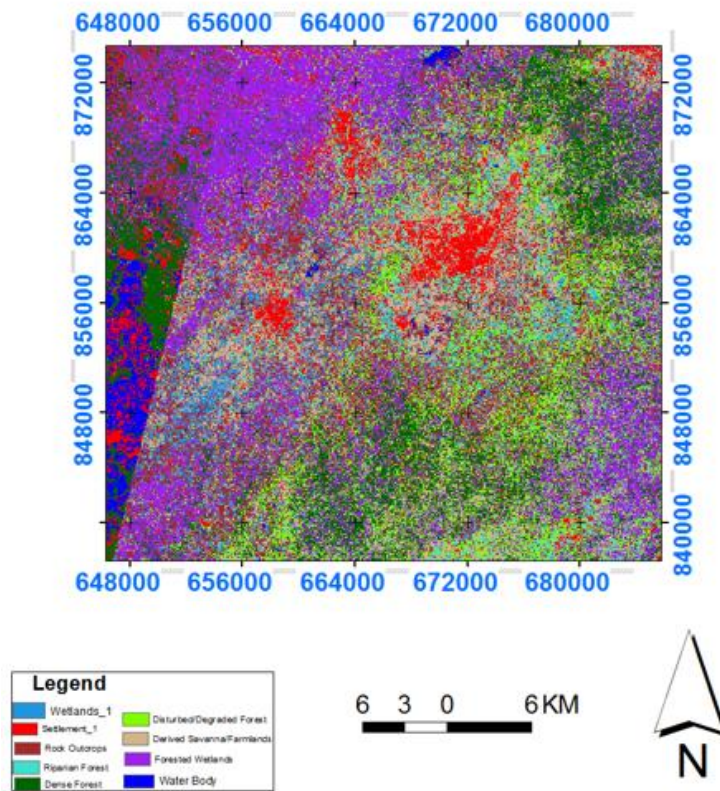 648000 656000 664000 672000 680000
872000 872000
864000 864000
856000 856000
848000 848000
840000 840000
648000 656000 664000 672000 680000
Legend
Wetlands_1
Settlement_1
Rock Outcrops
Riparian Forest
Dense Forest
Disturbed/Degraded Forest
Derived Savanna/Farmlands
Forested Wetlands
Water Body
6 3 0 6 KM
N